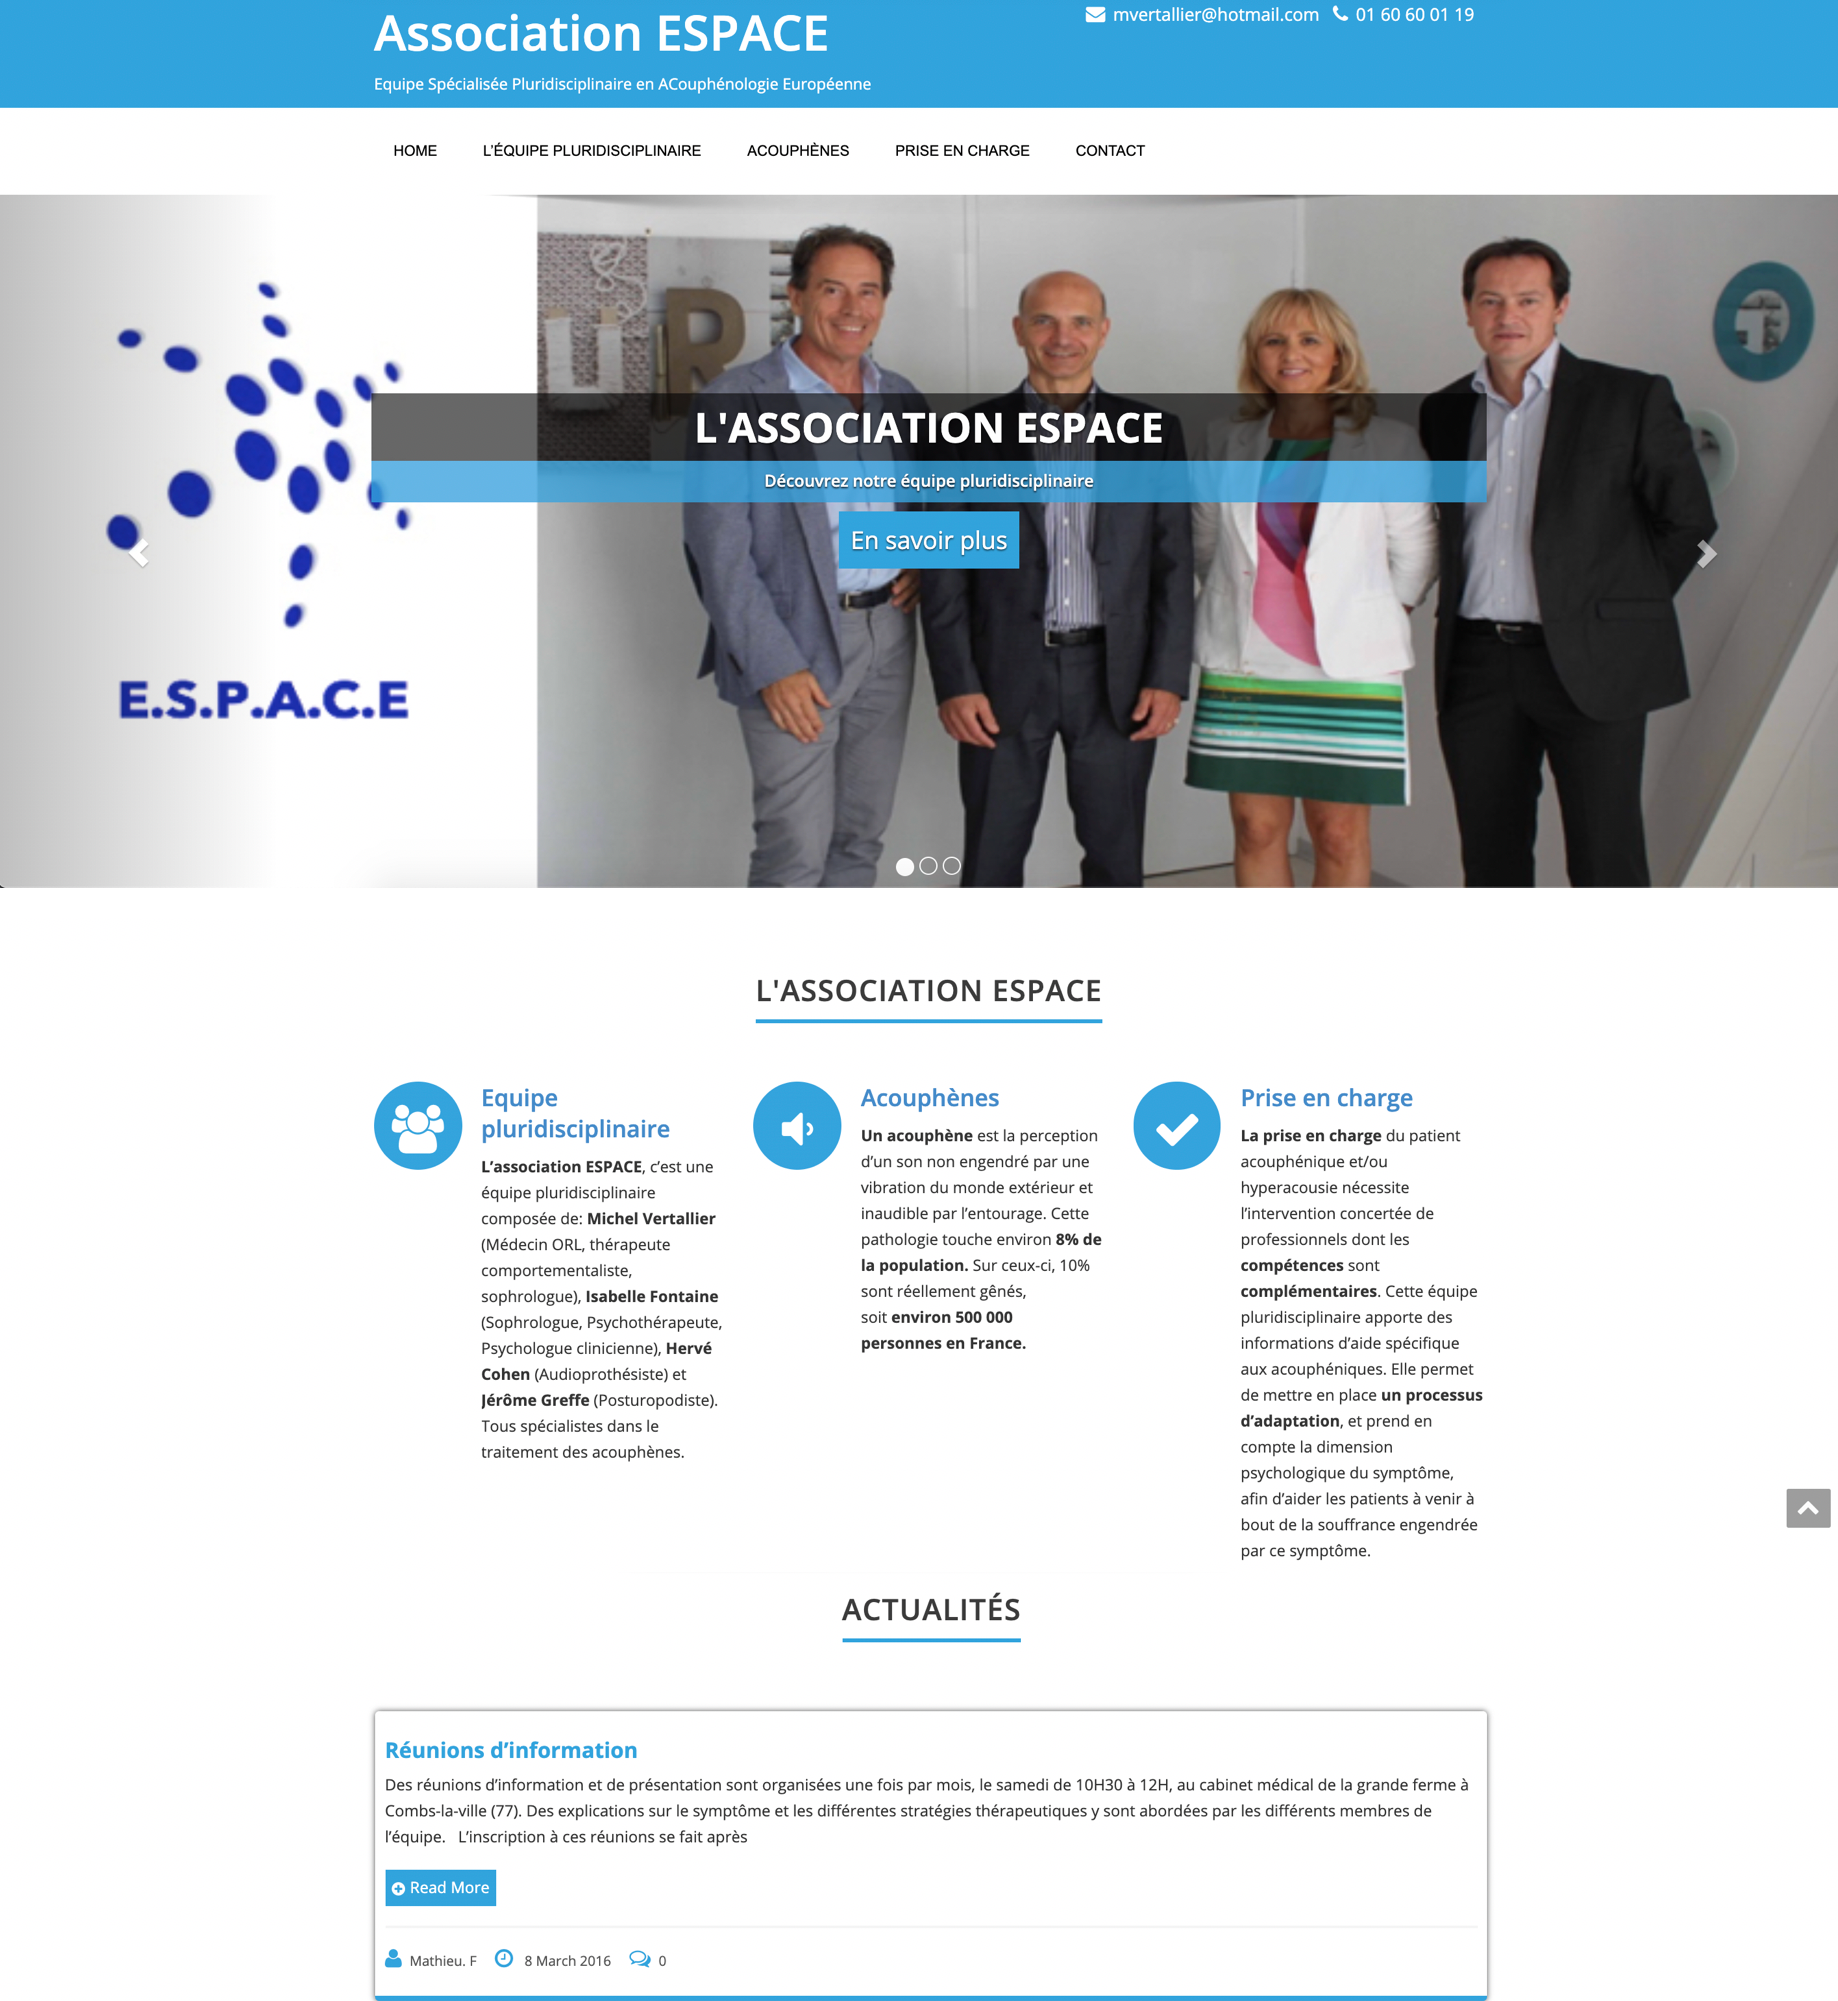 Association ESPACE
mvertallier@hotmail.com 01 60 60 01 19
Equipe Spécialisée Pluridisciplinaire en ACouphénologie Européenne
HOME L'ÉQUIPE PLURIDISCIPLINAIRE ACOUPHÈNES PRISE EN CHARGE CONTACT
L'ASSOCIATION ESPACE
Découvrez notre équipe pluridisciplinaire
En savoir plus
E.S.P.A.C.E
L'ASSOCIATION ESPACE
Equipe
pluridisciplinaire
L'association ESPACE, c'est une
équipe pluridisciplinaire
composée de: Michel Vertallier
(Médecin ORL, thérapeute
comportementaliste,
sophrologue), Isabelle Fontaine
(Sophrologue, Psychothérapeute,
Psychologue clinicienne), Hervé
Cohen (Audioprothésiste) et
Jérôme Greffe (Posturopodiste).
Tous spécialistes dans le
traitement des acouphènes.
Acouphènes
Un acouphène est la perception
d'un son non engendré par une
vibration du monde extérieur et
inaudible par l'entourage. Cette
pathologie touche environ 8% de
la population. Sur ceux-ci, 10%
sont réellement gênés,
soit environ 500 000
personnes en France.
Prise en charge
La prise en charge du patient
acouphénique et/ou
hyperacousie nécessite
l'intervention concertée de
professionnels dont les
compétences sont
complémentaires. Cette équipe
pluridisciplinaire apporte des
informations d'aide spécifique
aux acouphéniques. Elle permet
de mettre en place un processus
d'adaptation, et prend en
compte la dimension
psychologique du symptôme,
afin d'aider les patients à venir à
bout de la souffrance engendrée
par ce symptôme.
ACTUALITÉS
Réunions d'information
Des réunions d'information et de présentation sont organisées une fois par mois, le samedi de 10H30 à 12H, au cabinet médical de la grande ferme à
Combs-la-ville (77). Des explications sur le symptôme et les différentes stratégies thérapeutiques y sont abordées par les différents membres de
l'équipe. L'inscription à ces réunions se fait après
Read More
Mathieu. F 8 March 2016 0